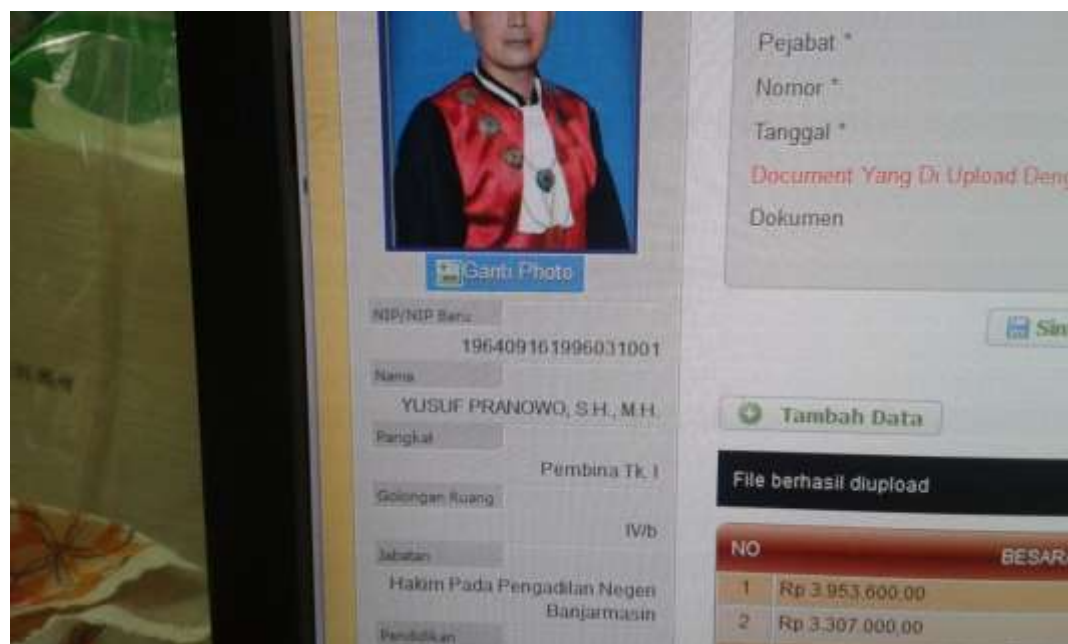 Ganti Photo
NIP/NIP Baru
196409161996031001
Nama
YUSUF PRANOWO, S.H., M.H.
Pangkat
Pembina Tk. I
Golongan Ruang
IV/b
Jabatan
Hakim Pada Pengadilan Negeri
Banjarmasin
Pendidikan
Pejabat *
Nomor *
Tanggal *
Document Yang Di Upload Deng
Dokumen
Sim
Tambah Data
File berhasil diupload
NO
BESARA
1 Rp 3.953.600,00
2 Rp 3.307.000,00